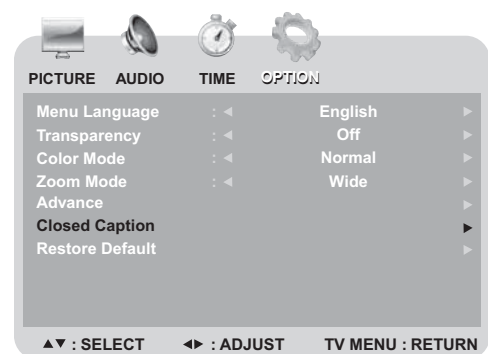 PICTURE AUDIO TIME OPTION
Menu Language : ◀ English ▶
Transparency : ◀ Off ▶
Color Mode : ◀ Normal ▶
Zoom Mode : ◀ Wide ▶
Advance ▶
Closed Caption ▶
Restore Default ▶
▲▼ : SELECT ◀▶ : ADJUST TV MENU : RETURN